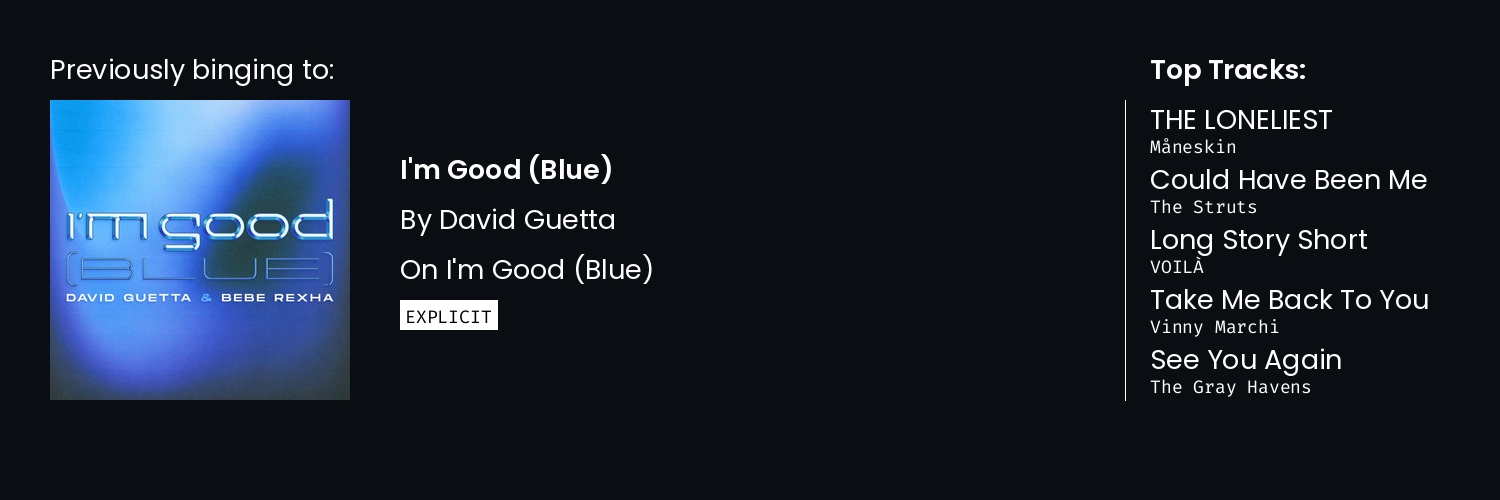 Previously binging to:
i'm good
(BLUE)
DAVID GUETTA & BEBE REXHA
I'm Good (Blue)
By David Guetta
On I'm Good (Blue)
EXPLICIT
Top Tracks:
THE LONELIEST
Måneskin
Could Have Been Me
The Struts
Long Story Short
VOILÀ
Take Me Back To You
Vinny Marchi
See You Again
The Gray Havens